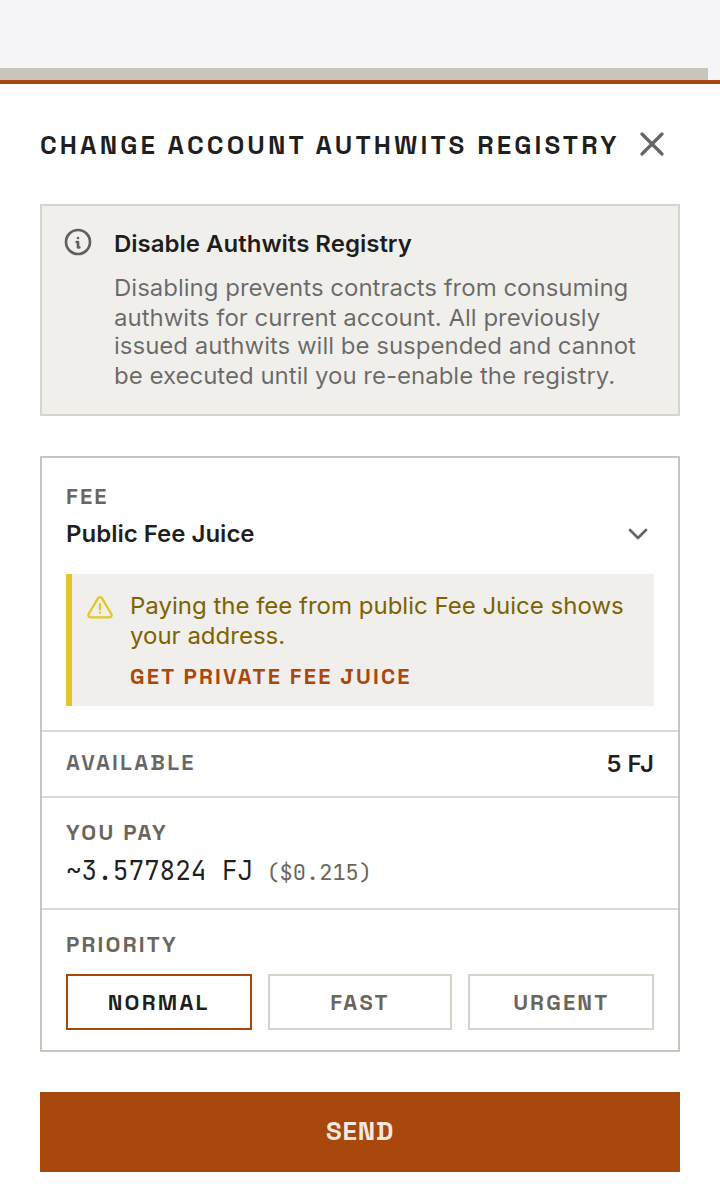 CHANGE ACCOUNT AUTHWITS REGISTRY
Disable Authwits Registry
Disabling prevents contracts from consuming
authwits for current account. All previously
issued authwits will be suspended and cannot
be executed until you re-enable the registry.
FEE
Public Fee Juice
Paying the fee from public Fee Juice shows
your address.
GET PRIVATE FEE JUICE
AVAILABLE 5 FJ
YOU PAY
~3.577824 FJ ($0.215)
PRIORITY
NORMAL FAST URGENT
SEND